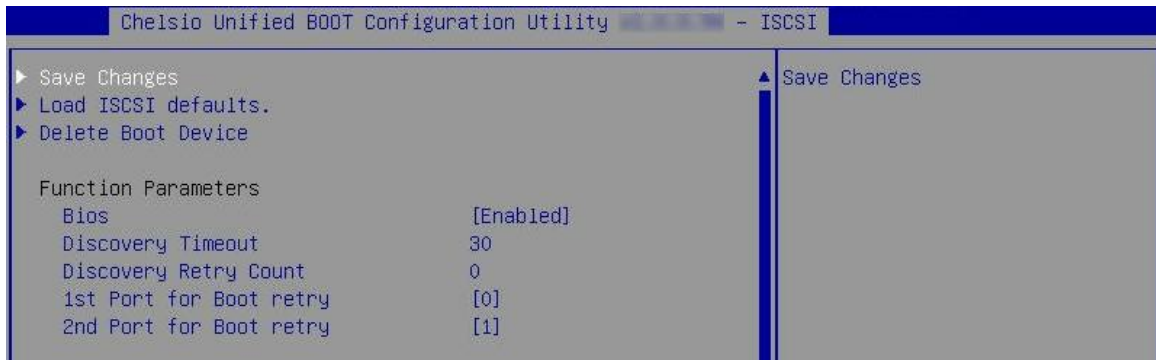 Chelsio Unified BOOT Configuration Utility - ISCSI
Save Changes
Load ISCSI defaults.
Delete Boot Device
Function Parameters
Bios [Enabled]
Discovery Timeout 30
Discovery Retry Count 0
1st Port for Boot retry [0]
2nd Port for Boot retry [1]
Save Changes